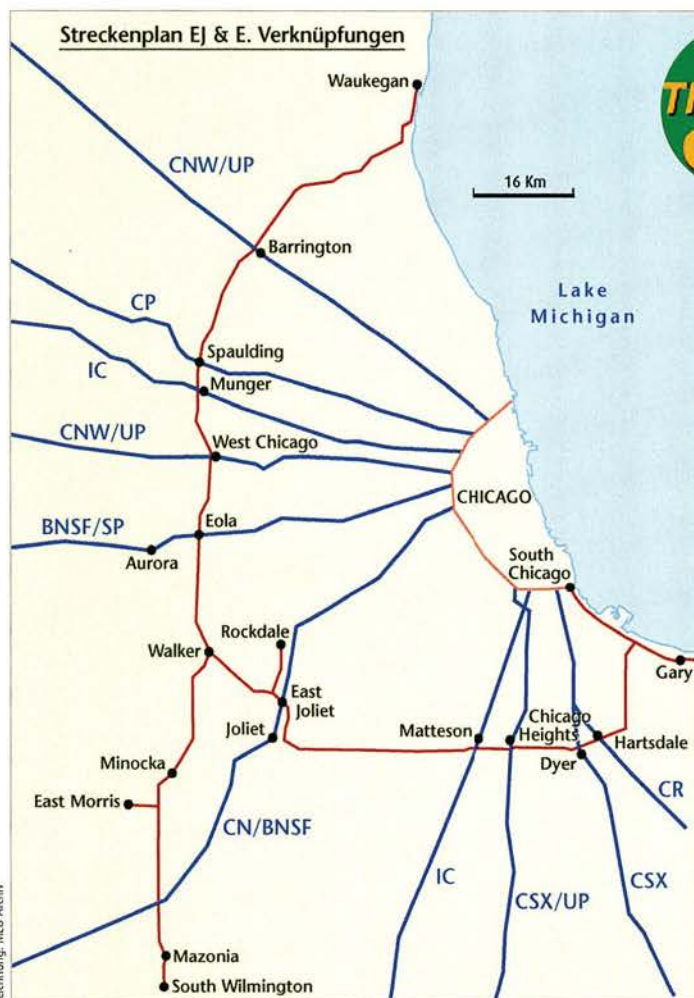 Streckenplan EJ & E. Verknüpfungen
Waukegan
CNW/UP
16 Km
Barrington
Lake
Michigan
CP
Spaulding
IC
Munger
CNW/UP
West Chicago
CHICAGO
BNSF/SP
Eola
Aurora
South
Chicago
Rockdale
Walker
Gary
East
Joliet
Joliet
Matteson
Chicago
Heights
Hartsdale
Dyer
Minocka
East Morris
CR
CN/BNSF
IC
CSX/UP
CSX
Mazonia
South Wilmington